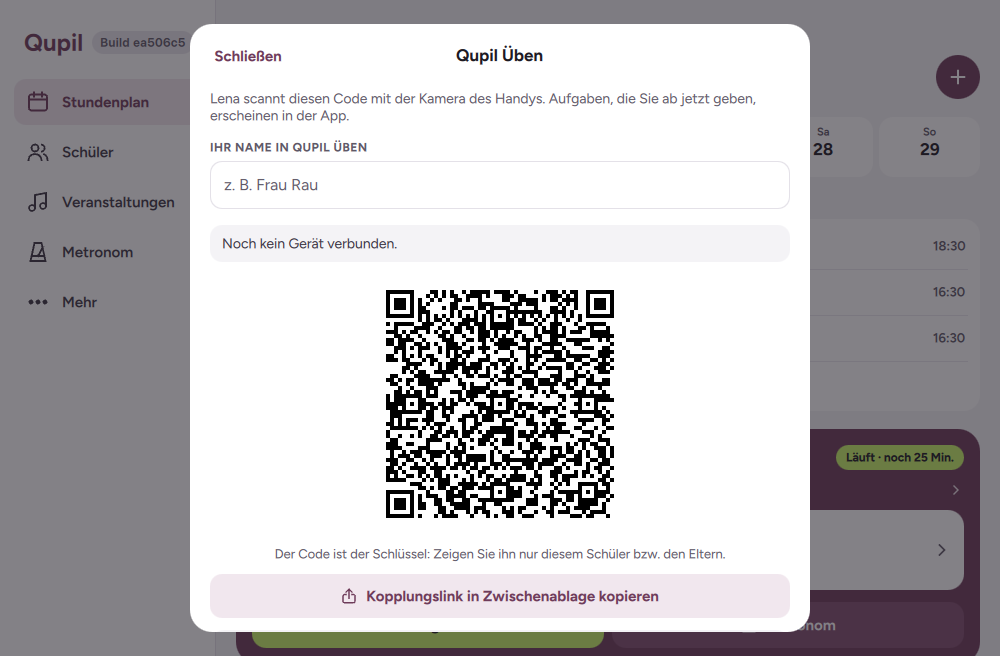 Qupil
Build ea506c5
Stundenplan
Schüler
Veranstaltungen
Metronom
Mehr
Schließen
Qupil Üben
Lena scannt diesen Code mit der Kamera des Handys. Aufgaben, die Sie ab jetzt geben,
erscheinen in der App.
IHR NAME IN QUPIL ÜBEN
z. B. Frau Rau
Noch kein Gerät verbunden.
Der Code ist der Schlüssel: Zeigen Sie ihn nur diesem Schüler bzw. den Eltern.
Kopplungslink in Zwischenablage kopieren
Sa
28
So
29
18:30
16:30
16:30
Läuft · noch 25 Min.